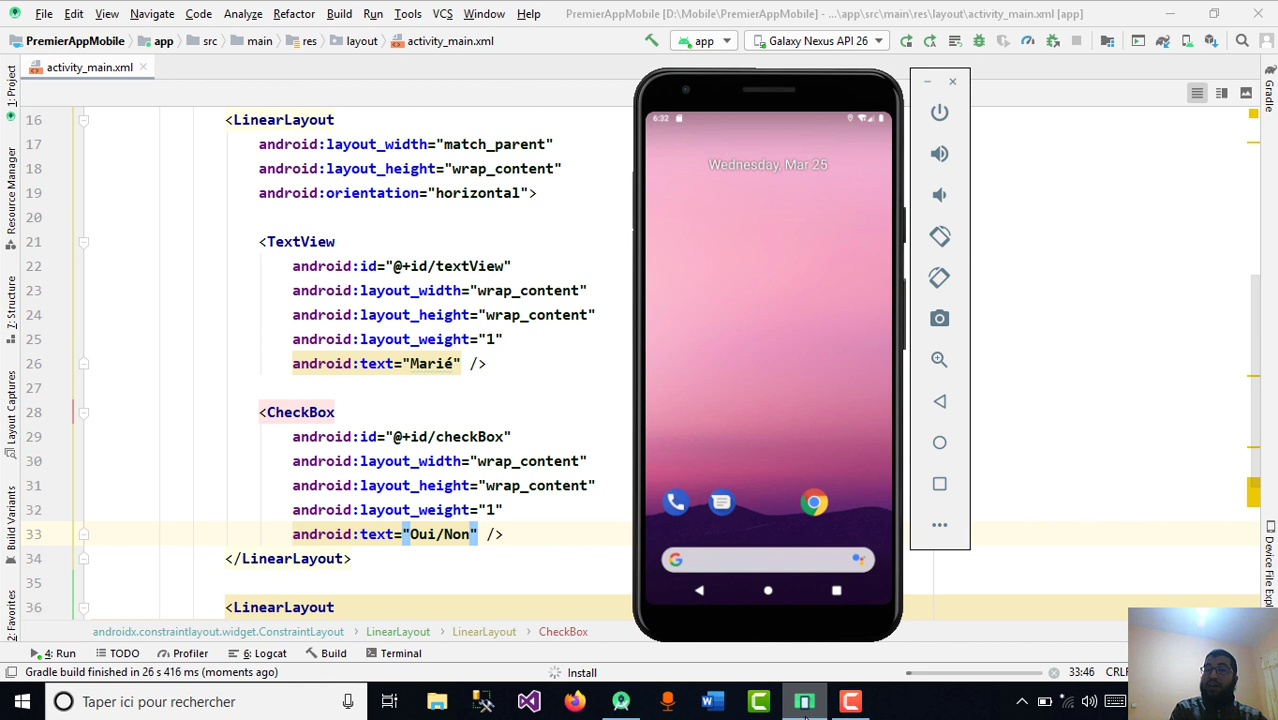 File Edit View Navigate Code Analyze Refactor Build Run Tools VCS Window Help PremierAppMobile [D:\Mobile\PremierAppMobile] - ...\app\src\main\res\layout\activity_main.xml [app]
PremierAppMobile app src main res layout activity_main.xml app Galaxy Nexus API 26
activity_main.xml
1: Project
Resource Manager
7: Structure
Layout Captures
Build Variants
2: Favorites
Gradle
16 <LinearLayout
17 android:layout_width="match_parent"
18 android:layout_height="wrap_content"
19 android:orientation="horizontal">
20
21 <TextView
22 android:id="@+id/textView"
23 android:layout_width="wrap_content"
24 android:layout_height="wrap_content"
25 android:layout_weight="1"
26 android:text="Marié" />
27
28 <CheckBox
29 android:id="@+id/checkBox"
30 android:layout_width="wrap_content"
31 android:layout_height="wrap_content"
32 android:layout_weight="1"
33 android:text="Oui/Non" />
34 </LinearLayout>
35
36 <LinearLayout
6:32
Wednesday, Mar 25
androidx.constraintlayout.widget.ConstraintLayout LinearLayout LinearLayout CheckBox
4: Run TODO Profiler 6: Logcat Build Terminal
Gradle build finished in 26 s 416 ms (moments ago) Install 33:46 CRLF
Taper ici pour rechercher